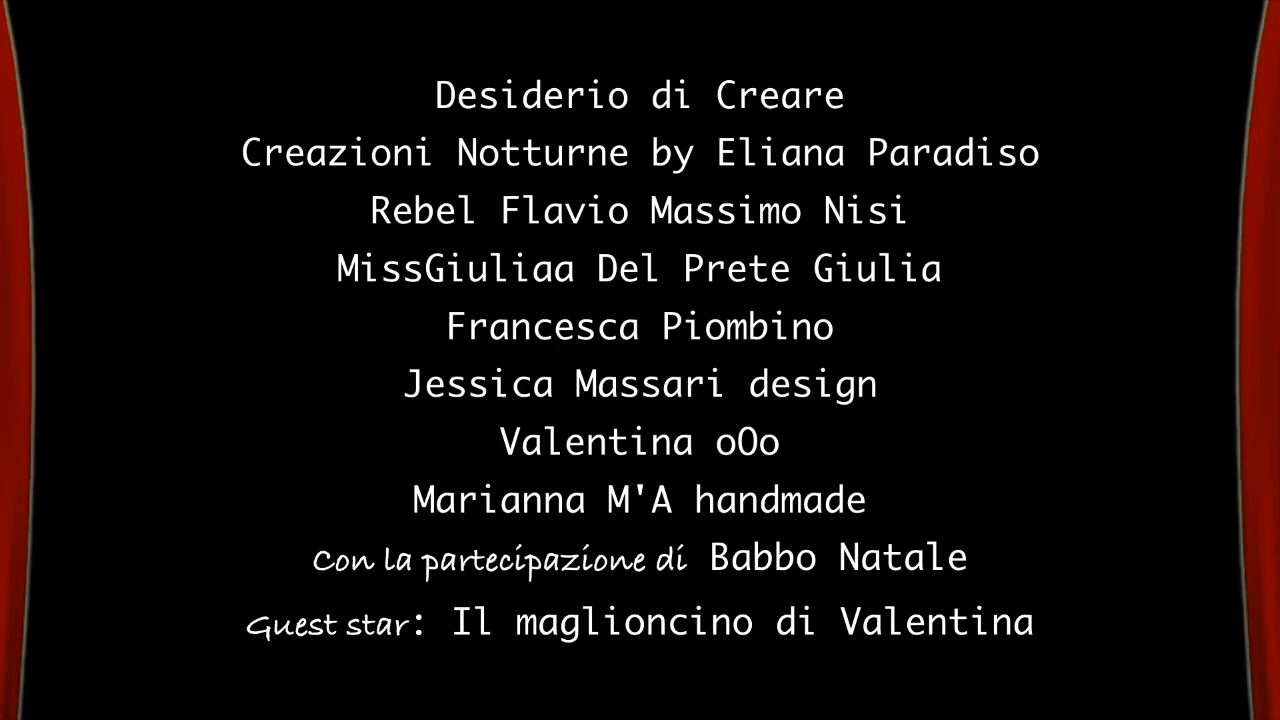 Desiderio di Creare
Creazioni Notturne by Eliana Paradiso
Rebel Flavio Massimo Nisi
MissGiuliaa Del Prete Giulia
Francesca Piombino
Jessica Massari design
Valentina oOo
Marianna M'A handmade
Con la partecipazione di Babbo Natale
Guest star: Il maglioncino di Valentina